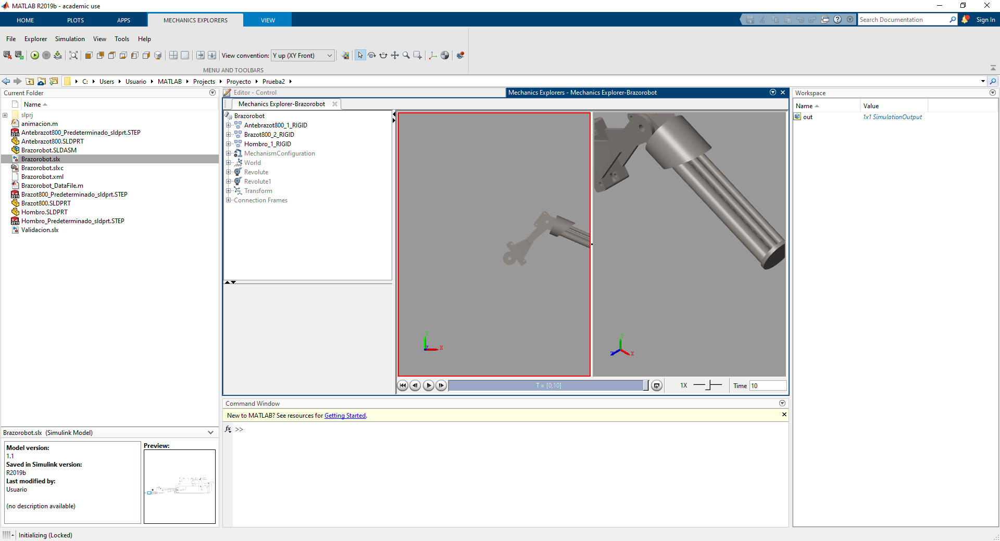 MATLAB R2019b - academic use
HOME PLOTS APPS MECHANICS EXPLORERS VIEW
Search Documentation
Sign In
File Explorer Simulation View Tools Help
View convention: Y up (XY Front)
MENU AND TOOLBARS
C: Users Usuario MATLAB Projects Proyecto Prueba2
Current Folder
Name
slprj
animacion.m
Antebrazot800_Predeterminado_sldprt.STEP
Antebrazot800.SLDPRT
Brazorobot.SLDASM
Brazorobot.slx
Brazorobot.slxc
Brazorobot.xml
Brazorobot_DataFile.m
Brazot800_Predeterminado_sldprt.STEP
Brazot800.SLDPRT
Hombro.SLDPRT
Hombro_Predeterminado_sldprt.STEP
Validacion.slx
Brazorobot.slx (Simulink Model)
Model version:
1.1
Saved in Simulink version:
R2019b
Last modified by:
Usuario
(no description available)
Preview:
Editor - Control
Mechanics Explorers - Mechanics Explorer-Brazorobot
Mechanics Explorer-Brazorobot
Brazorobot
Antebrazot800_1_RIGID
Brazot800_2_RIGID
Hombro_1_RIGID
MechanismConfiguration
World
Revolute
Revolute1
Transform
Connection Frames
Y
Z
X
Y
Z
X
T = [0,10]
1X
Time 10
Command Window
New to MATLAB? See resources for Getting Started.
fx >>
Workspace
Name Value
out 1x1 SimulationOutput
Initializing (Locked)